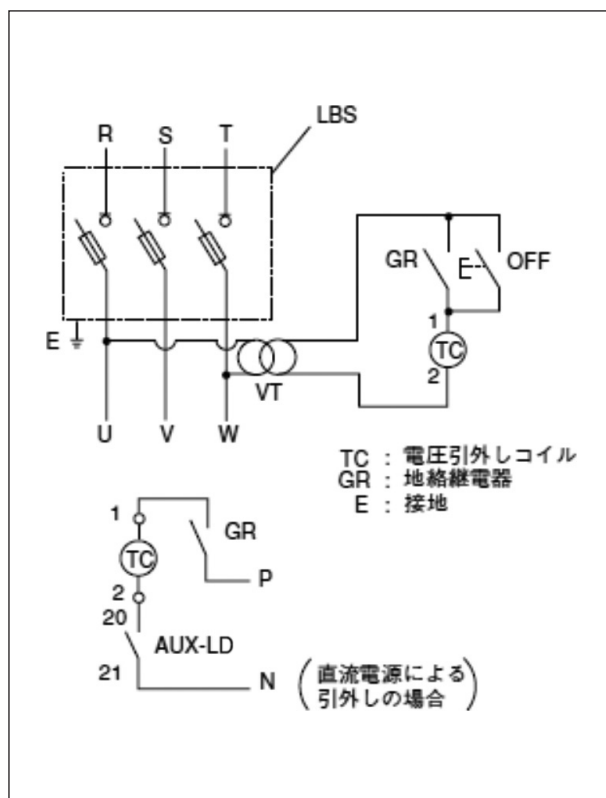 LBS
R S T
GR E OFF
1
TC
2
E
VT
U V W
TC : 電圧引外しコイル
GR : 地絡継電器
E : 接地
1
GR
TC
P
2
20
AUX-LD
21
N
(直流電源による
引外しの場合)